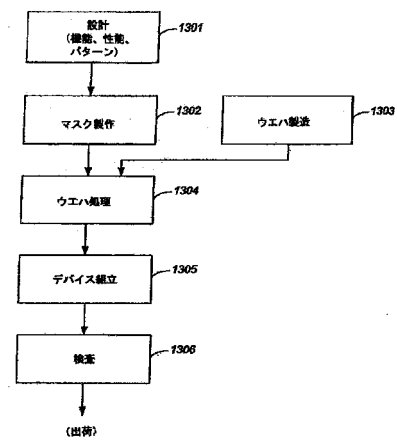 設計
(機能、性能、
パターン)
1301
マスク製作
1302
ウエハ製造
1303
ウエハ処理
1304
デバイス組立
1305
検査
1306
(出荷)